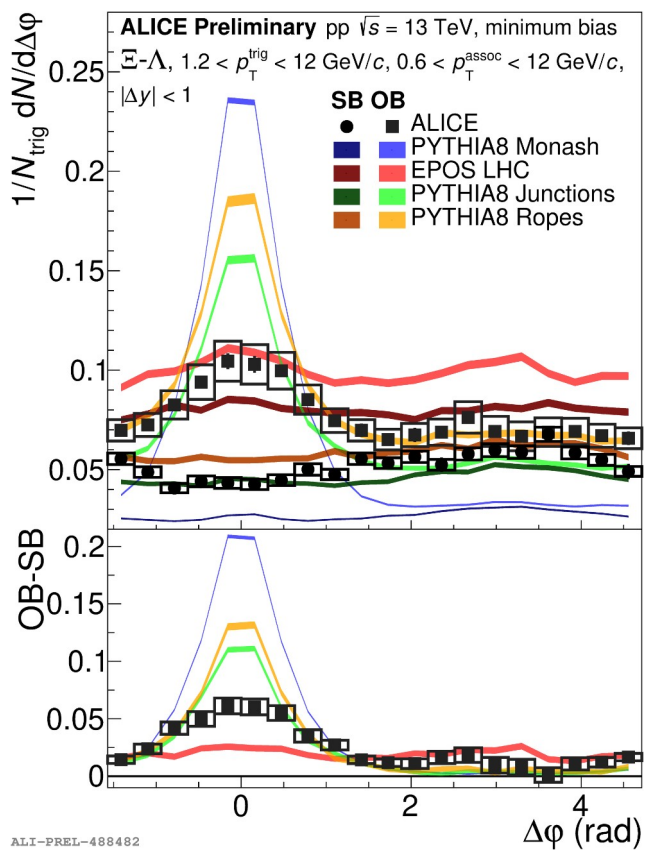 ALICE Preliminary pp √s = 13 TeV, minimum bias
Ξ-Λ, 1.2 < p_T^trig < 12 GeV/c, 0.6 < p_T^assoc < 12 GeV/c,
|Δy| < 1
SB OB
ALICE
PYTHIA8 Monash
EPOS LHC
PYTHIA8 Junctions
PYTHIA8 Ropes
1/N_trig dN/dΔφ
0.25
0.2
0.15
0.1
0.05
OB-SB
0.2
0.15
0.1
0.05
0
0 2 4
Δφ (rad)
ALI-PREL-488482